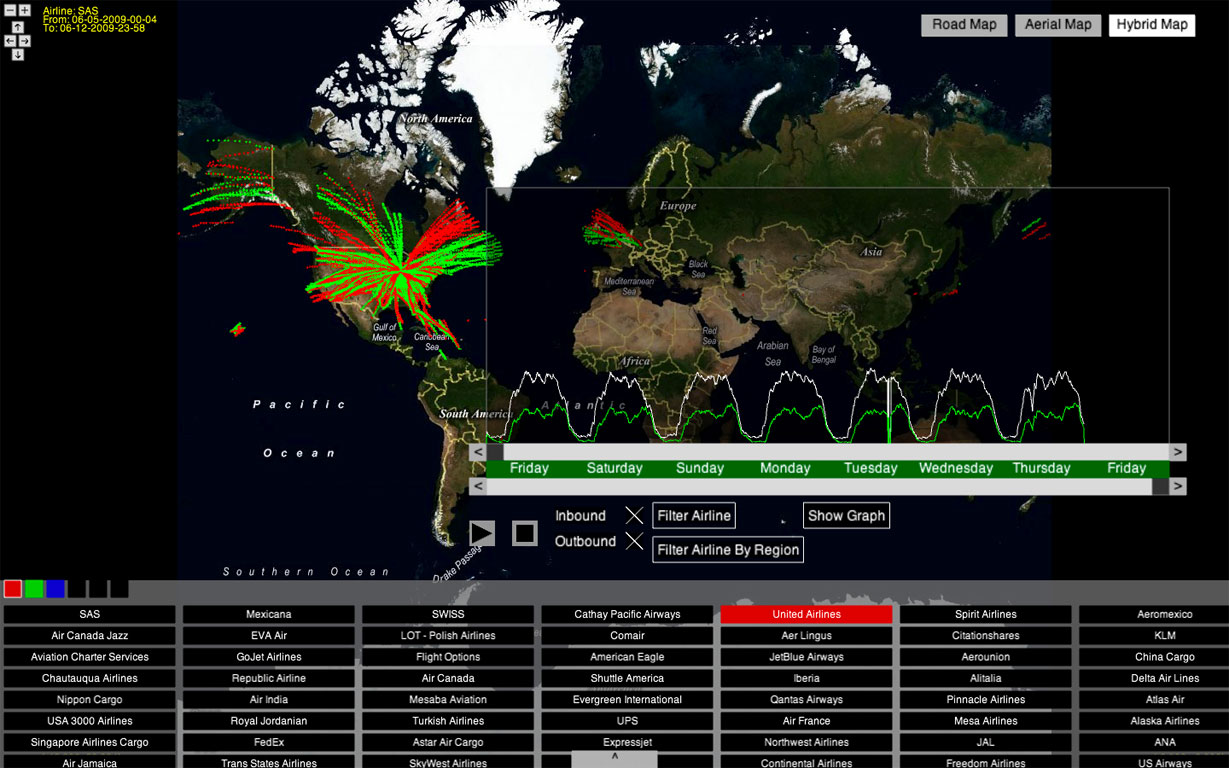 Airline: SAS
From: 06-05-2009-00-04
To: 06-12-2009-23-58
Road Map
Aerial Map
Hybrid Map
North America
Europe
Asia
Black
Sea
Mediterranean
Sea
Gulf of
Mexico
Caribbean
Sea
Red
Sea
Arabian
Sea
Bay of
Bengal
Africa
Pacific
Ocean
South America
Atlantic
< >
Friday Saturday Sunday Monday Tuesday Wednesday Thursday Friday
< >
Inbound
Filter Airline
Show Graph
Outbound
Filter Airline By Region
Drake Passage
Southern Ocean
SAS Mexicana SWISS Cathay Pacific Airways United Airlines Spirit Airlines Aeromexico
Air Canada Jazz EVA Air LOT - Polish Airlines Comair Aer Lingus Citationshares KLM
Aviation Charter Services GoJet Airlines Flight Options American Eagle JetBlue Airways Aerounion China Cargo
Chautauqua Airlines Republic Airline Air Canada Shuttle America Iberia Alitalia Delta Air Lines
Nippon Cargo Air India Mesaba Aviation Evergreen International Qantas Airways Pinnacle Airlines Atlas Air
USA 3000 Airlines Royal Jordanian Turkish Airlines UPS Air France Mesa Airlines Alaska Airlines
Singapore Airlines Cargo FedEx Astar Air Cargo Expressjet Northwest Airlines JAL ANA
Air Jamaica Trans States Airlines SkyWest Airlines ^ Continental Airlines Freedom Airlines US Airways